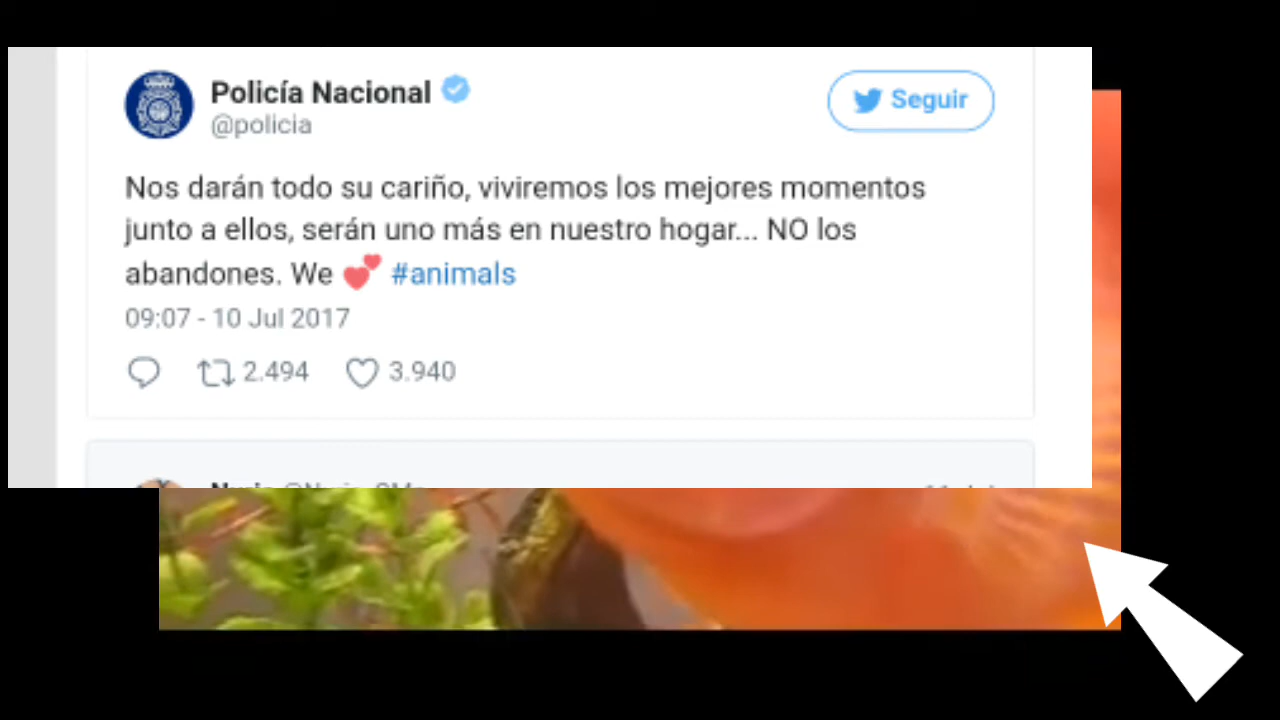 Policía Nacional
@policia
Seguir
Nos darán todo su cariño, viviremos los mejores momentos
junto a ellos, serán uno más en nuestro hogar... NO los
abandones. We 💕 #animals
09:07 - 10 Jul 2017
2.494 3.940